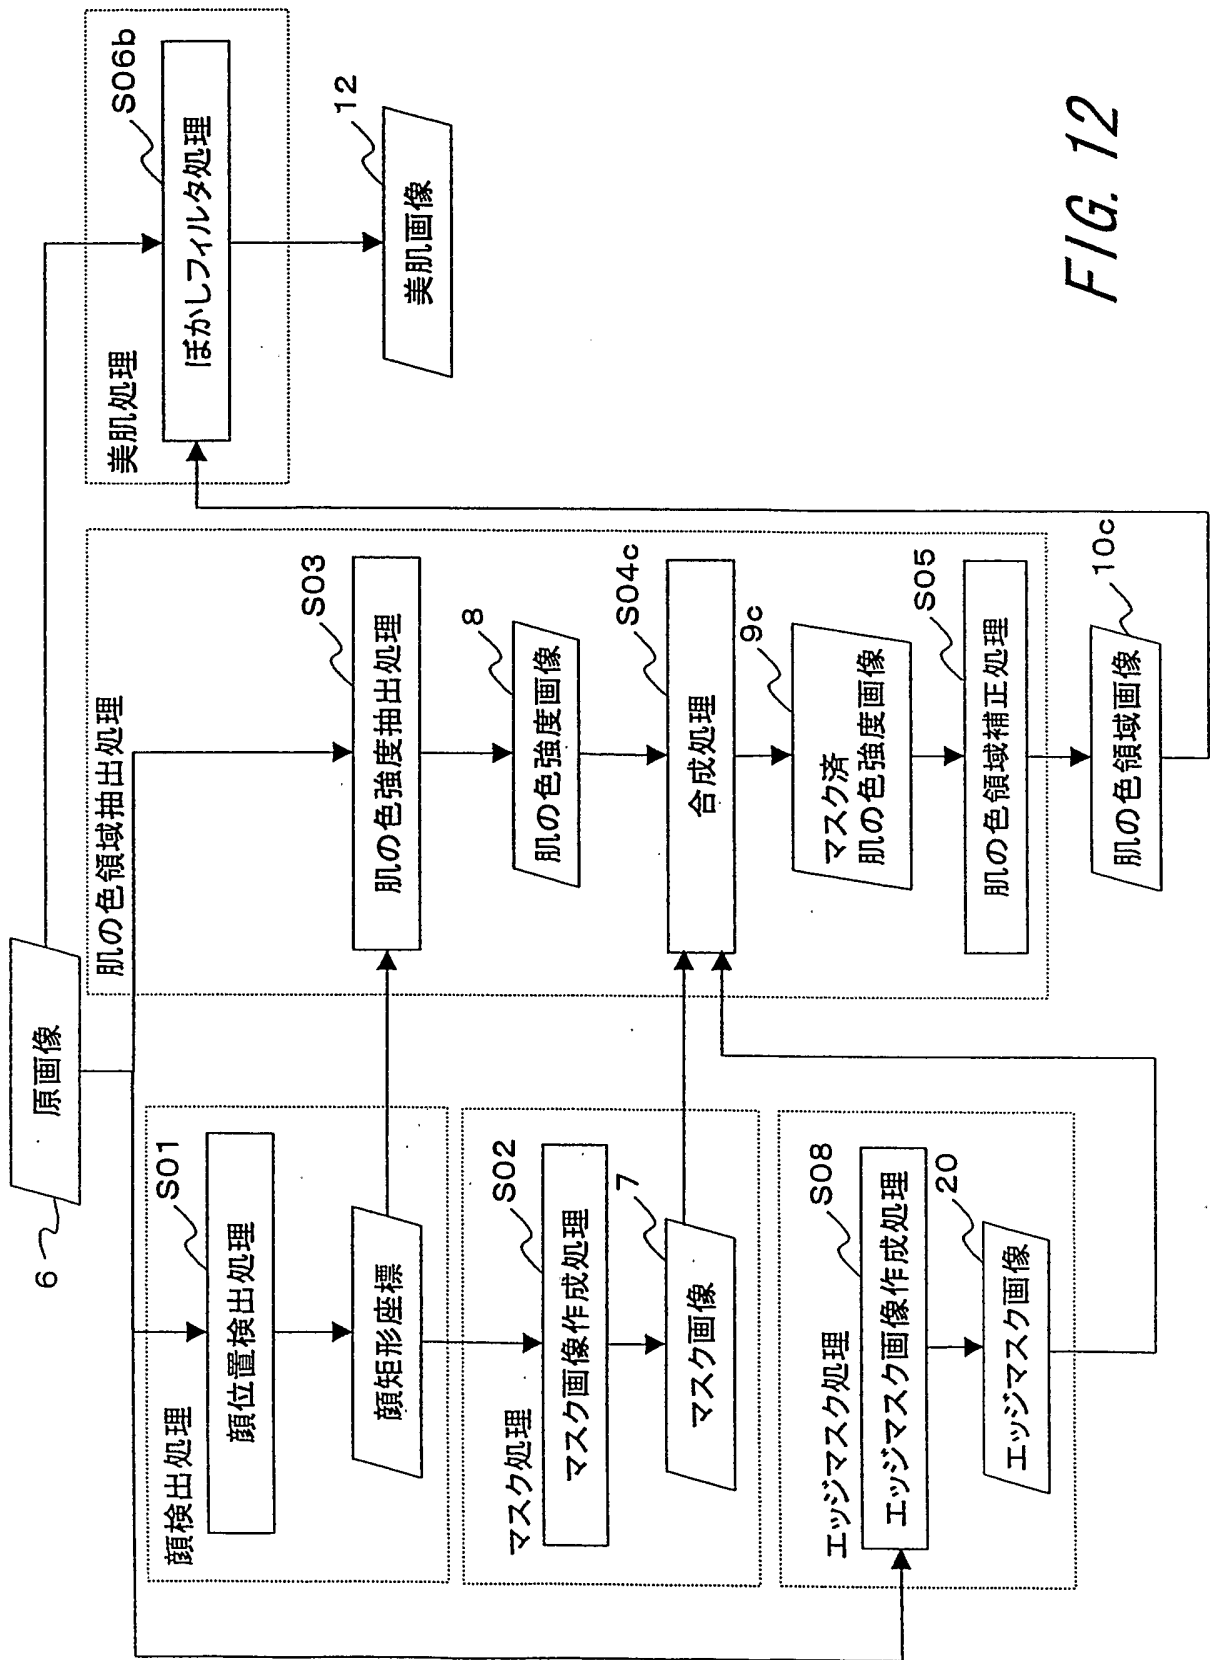 6
原画像
顔検出処理
S01
顔位置検出処理
顔矩形座標
マスク処理
S02
マスク画像作成処理
7
マスク画像
エッジマスク処理
S08
エッジマスク画像作成処理
20
エッジマスク画像
肌の色領域抽出処理
S03
肌の色強度抽出処理
8
肌の色強度画像
S04c
合成処理
9c
マスク済
肌の色強度画像
S05
肌の色領域補正処理
10c
肌の色領域画像
美肌処理
S06b
ぼかしフィルタ処理
12
美肌画像
FIG. 12